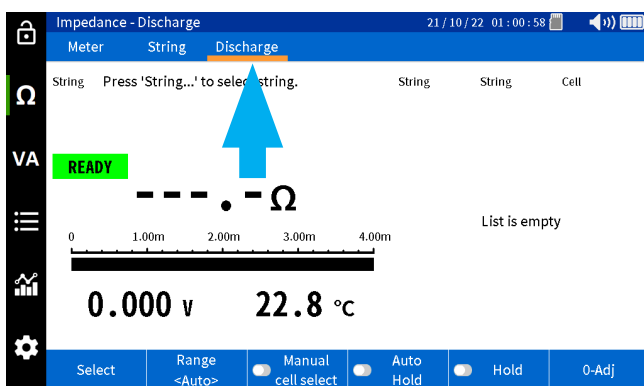 Impedance - Discharge 21/10/22 01:00:58
Meter String Discharge
String Press 'String...' to select string. String String Cell
Ω
VA
READY
---.-Ω
List is empty
0 1.00m 2.00m 3.00m 4.00m
0.000 V 22.8 °C
Select Range <Auto> Manual cell select Auto Hold Hold 0-Adj